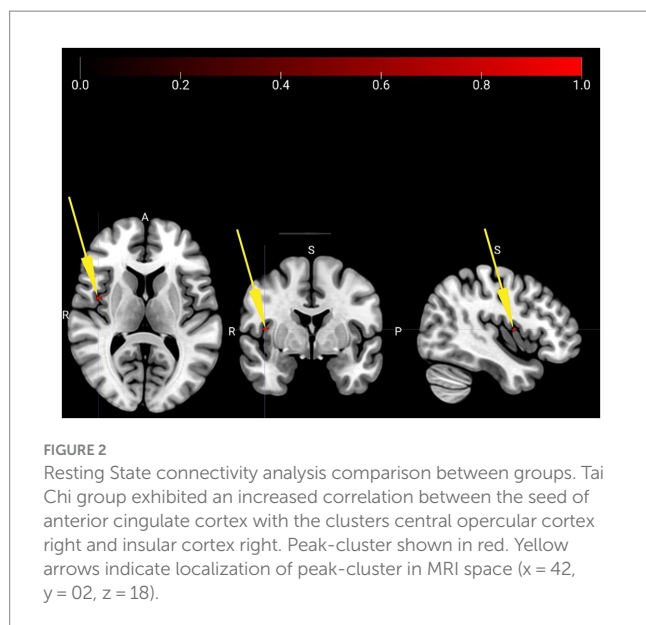 0.0 0.2 0.4 0.6 0.8 1.0
A
S
S
R
R
P
FIGURE 2
Resting State connectivity analysis comparison between groups. Tai
Chi group exhibited an increased correlation between the seed of
anterior cingulate cortex with the clusters central opercular cortex
right and insular cortex right. Peak-cluster shown in red. Yellow
arrows indicate localization of peak-cluster in MRI space (x = 42,
y = 02, z = 18).